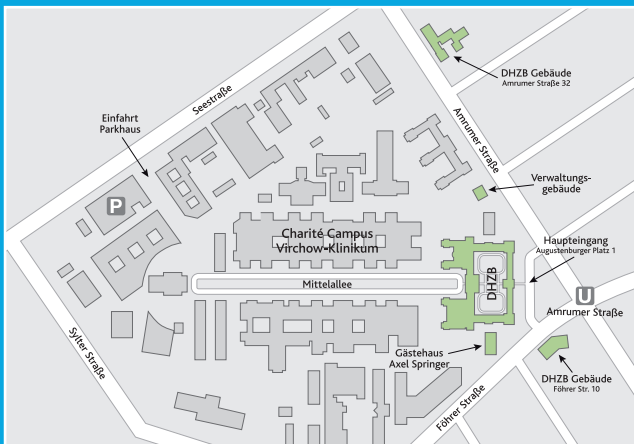 DHZB Gebäude
Amrumer Straße 32
Seestraße
Amrumer Straße
Einfahrt
Parkhaus
Verwaltungs-
gebäude
P
Charité Campus
Virchow-Klinikum
Haupteingang
Augustenburger Platz 1
Mittelallee
DHZB
U
Amrumer Straße
Sylter Straße
Gästehaus
Axel Springer
Föhrer Straße
DHZB Gebäude
Föhrer Str. 10